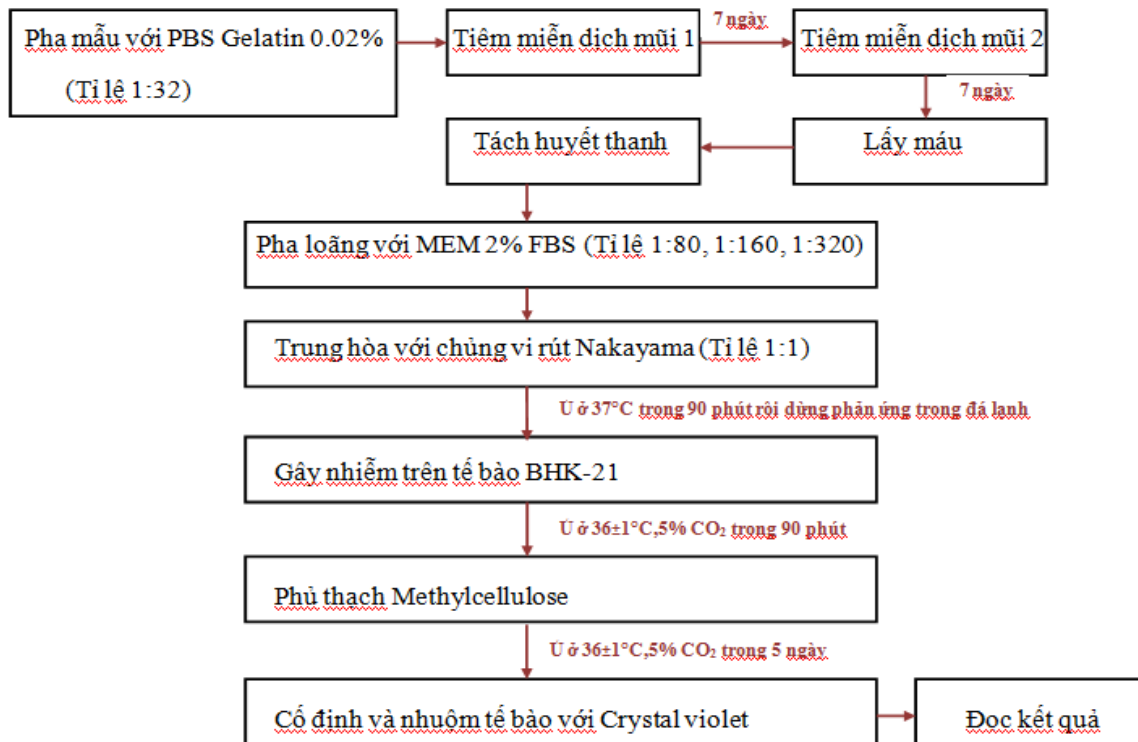 Pha mẫu với PBS Gelatin 0.02%
(Tỉ lệ 1:32)
Tiêm miễn dịch mũi 1
7 ngày
Tiêm miễn dịch mũi 2
7 ngày
Lấy máu
Tách huyết thanh
Pha loãng với MEM 2% FBS (Tỉ lệ 1:80, 1:160, 1:320)
Trung hòa với chủng vi rút Nakayama (Tỉ lệ 1:1)
Ủ ở 37°C trong 90 phút rồi dừng phản ứng trong đá lạnh
Gây nhiễm trên tế bào BHK-21
Ủ ở 36±1°C,5% CO₂ trong 90 phút
Phủ thạch Methylcellulose
Ủ ở 36±1°C,5% CO₂ trong 5 ngày
Cố định và nhuộm tế bào với Crystal violet
Đọc kết quả